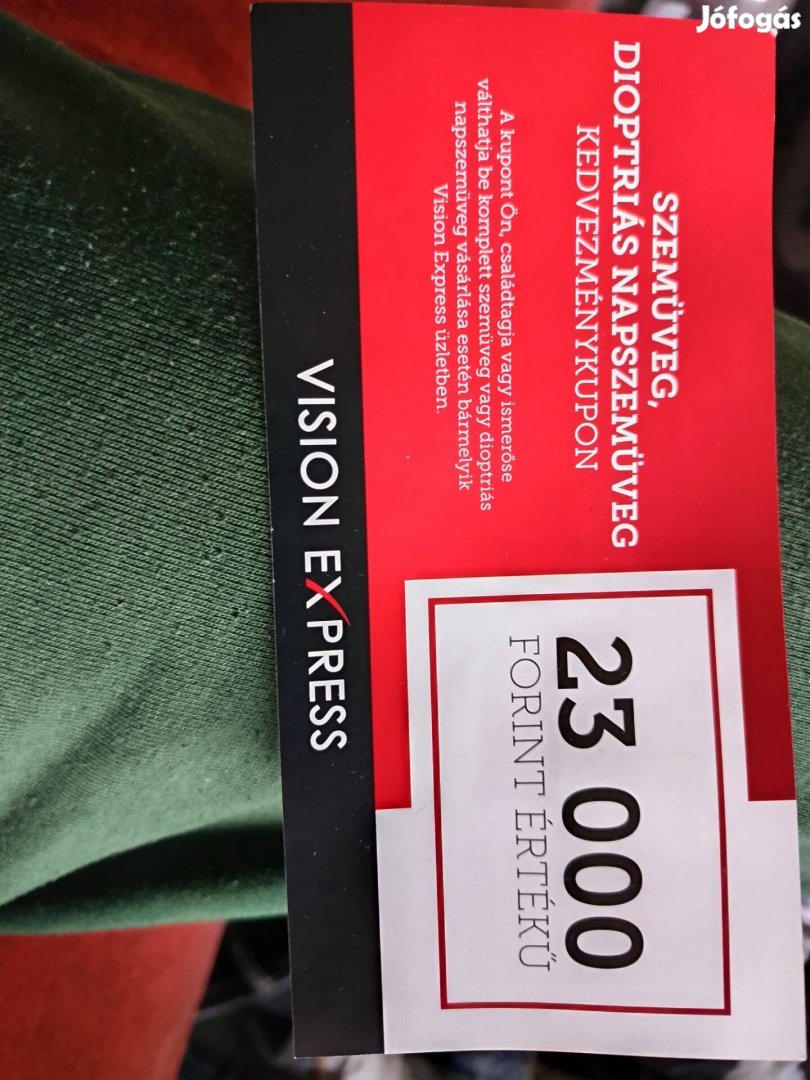 Jófogás
SZEMÜVEG,
DIOPTRIÁS NAPSZEMÜVEG
KEDVEZMÉNYKUPON
A kupont Ön, családtagja vagy ismerőse
válthatja be komplett szemüveg vagy dioptriás
napszemüveg vásárlása esetén bármelyik
Vision Express üzletben.
23 000
FORINT ÉRTÉKŰ
VISION EXPRESS